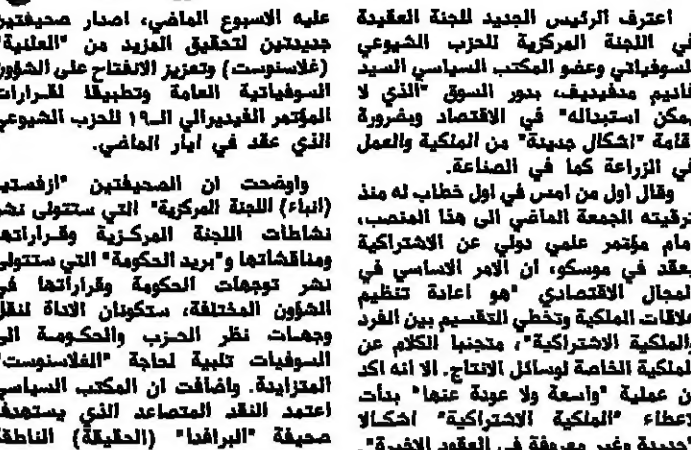 اعترف الرئيس الجديد للجنة العقيدة
في اللجنة المركزية للحزب الشيوعي
السوفياتي وعضو المكتب السياسي السيد
فاديم مدفيديف، بدور السوق "الذي لا
يمكن استبداله" في الاقتصاد وبضرورة
اقامة "اشكال جديدة" من الملكية والعمل
في الزراعة كما في الصناعة.
وقال اول من امس في اول خطاب له منذ
ترقيته الجمعة الماضي الى هذا المنصب،
امام مؤتمر علمي دولي عن الاشتراكية
يعقد في موسكو، أن الامر الاساسي في
المجال الاقتصادي "هو اعادة تنظيم
علاقات الملكية وتخطي التقسيم بين الفرد
والملكية الاشتراكية"، متجنبا الكلام عن
الملكية الخاصة لوسائل الانتاج. الا انه اكد
ان عملية "واسعة ولا عودة عنها" بدأت
لاعطاء "الملكية الاشتراكية" اشكالا
"جديدة وغير معروفة في العقود الاخيرة".
عليه الاسبوع الماضي، اصدار صحيفتين
جديدتين لتحقيق المزيد من "العلنية"
(غلاسنوست) وتعزيز الانفتاح على الشؤون
السوفياتية العامة وتطبيقا لقرارات
المؤتمر الفيديرالي الـ١٩ للحزب الشيوعي
الذي عقد في ايار الماضي.
واوضحت ان الصحيفتين "ازفستيا
(انباء) اللجنة المركزية" التي ستتولى نشر
نشاطات اللجنة المركزية وقراراتها
ومناقشاتها و"بريد الحكومة" التي ستتولى
نشر توجهات الحكومة وقراراتها في
الشؤون المختلفة، ستكونان الاداة لنقل
وجهات نظر الحزب والحكومة الى
السوفيات تلبية لحاجة "الغلاسنوست"
المتزايدة. واضافت ان المكتب السياسي
اعتمد النقد المتصاعد الذي يستهدف
صحيفة "البرافدا" (الحقيقة) الناطقة